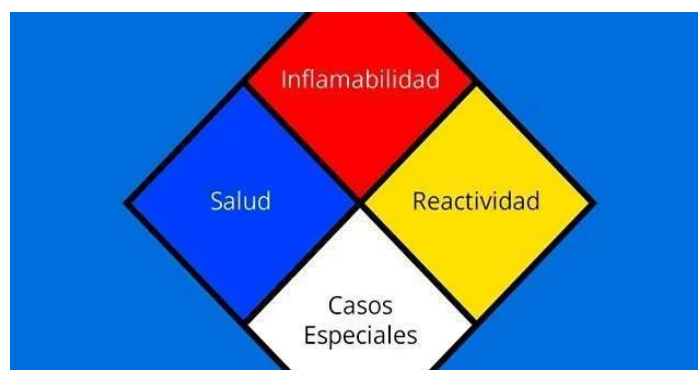 Inflamabilidad
Salud
Reactividad
Casos
Especiales